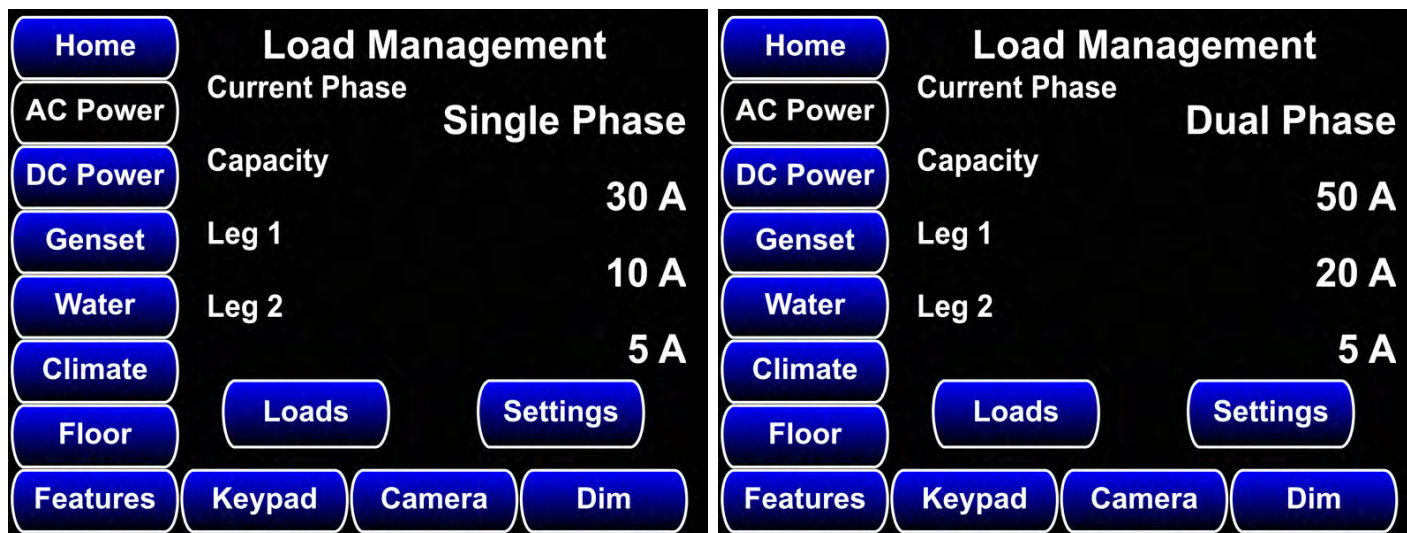 Home
Load Management
Current Phase
AC Power
Single Phase
Capacity
DC Power
30 A
Leg 1
Genset
10 A
Leg 2
Water
5 A
Climate
Loads
Settings
Floor
Features
Keypad
Camera
Dim
Home
Load Management
Current Phase
AC Power
Dual Phase
Capacity
DC Power
50 A
Leg 1
Genset
20 A
Leg 2
Water
5 A
Climate
Loads
Settings
Floor
Features
Keypad
Camera
Dim